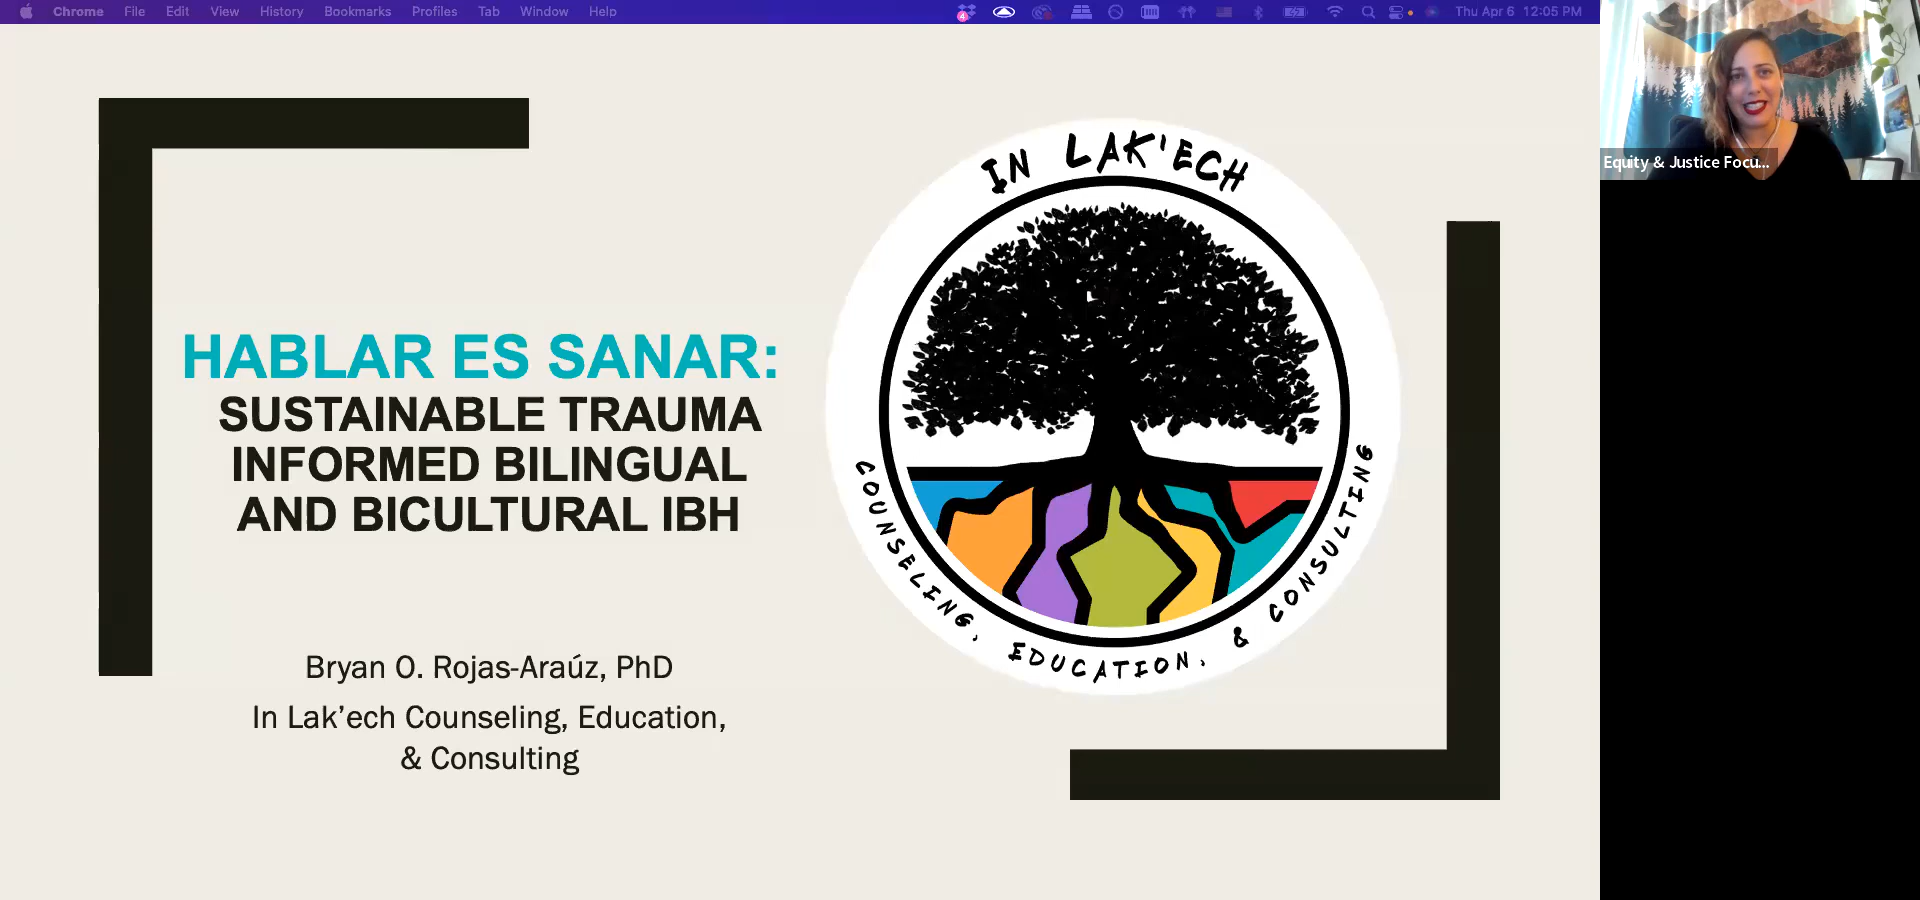 Chrome File Edit View History Bookmarks Profiles Tab Window Help
4
Thu Apr 6 12:05 PM
Equity & Justice Focu...
IN LAK'ECH
HABLAR ES SANAR:
SUSTAINABLE TRAUMA
INFORMED BILINGUAL
AND BICULTURAL IBH
COUNSELING, EDUCATION, & CONSULTING
Bryan O. Rojas-Araúz, PhD
In Lak’ech Counseling, Education,
& Consulting